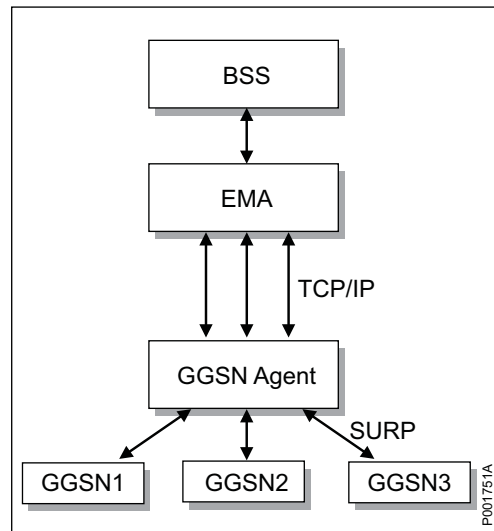 BSS
EMA
TCP/IP
GGSN Agent
SURP
GGSN1
GGSN2
GGSN3
P001751A